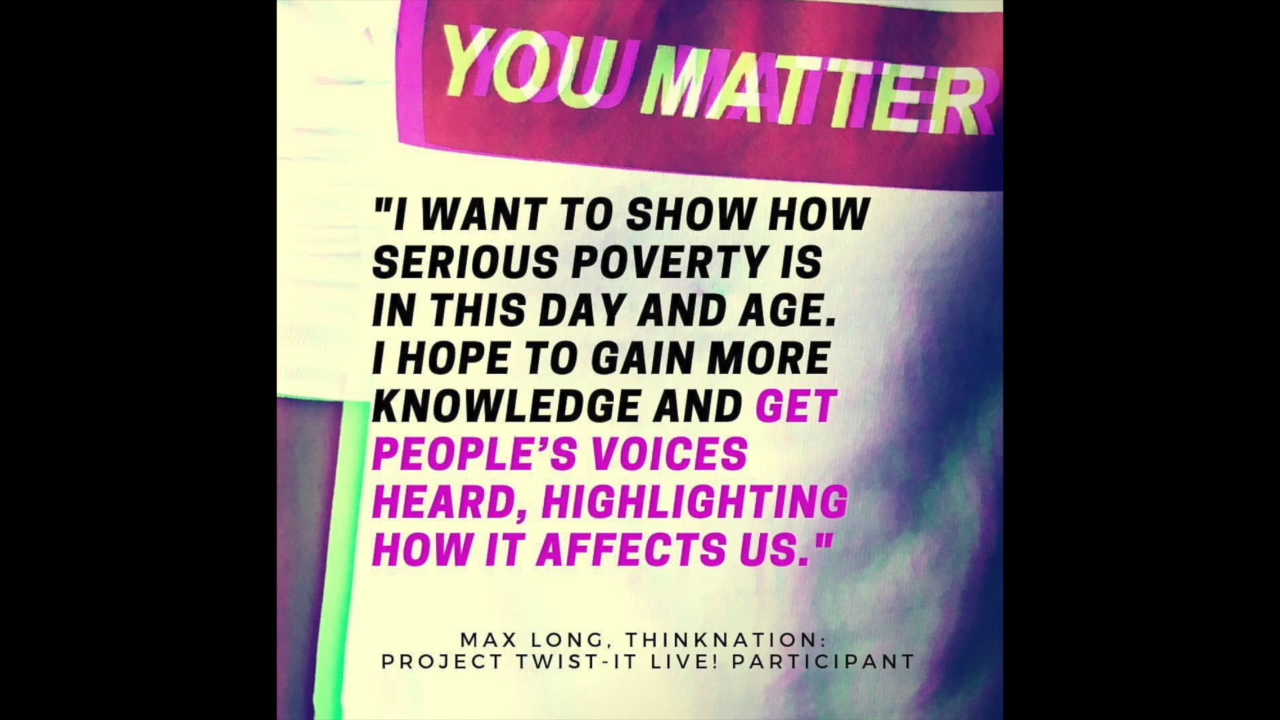 YOU MATTER
"I WANT TO SHOW HOW
SERIOUS POVERTY IS
IN THIS DAY AND AGE.
I HOPE TO GAIN MORE
KNOWLEDGE AND GET
PEOPLE’S VOICES
HEARD, HIGHLIGHTING
HOW IT AFFECTS US."
MAX LONG, THINKNATION:
PROJECT TWIST-IT LIVE! PARTICIPANT